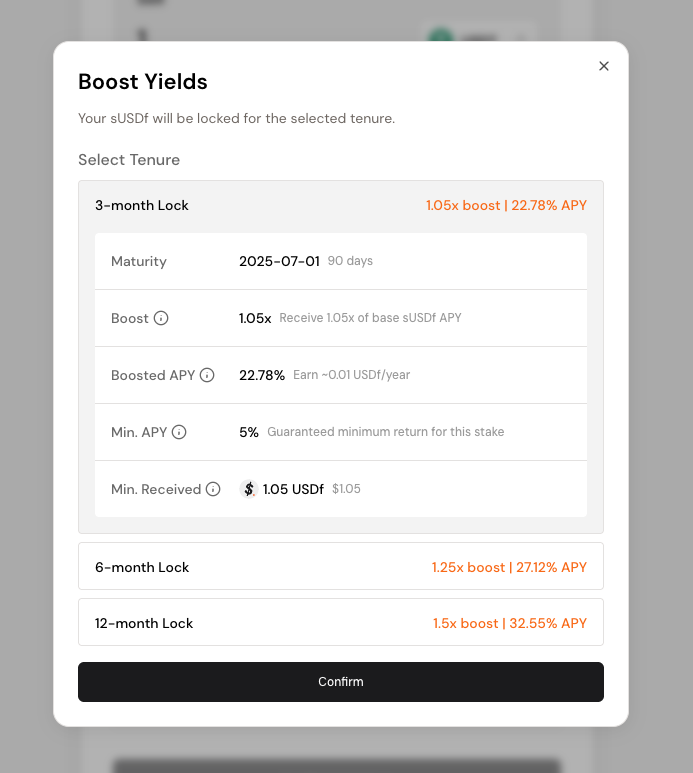 Boost Yields
Your sUSDf will be locked for the selected tenure.
Select Tenure
3-month Lock 1.05x boost | 22.78% APY
Maturity 2025-07-01 90 days
Boost 1.05x Receive 1.05x of base sUSDf APY
Boosted APY 22.78% Earn ~0.01 USDf/year
Min. APY 5% Guaranteed minimum return for this stake
Min. Received $ 1.05 USDf $1.05
6-month Lock 1.25x boost | 27.12% APY
12-month Lock 1.5x boost | 32.55% APY
Confirm